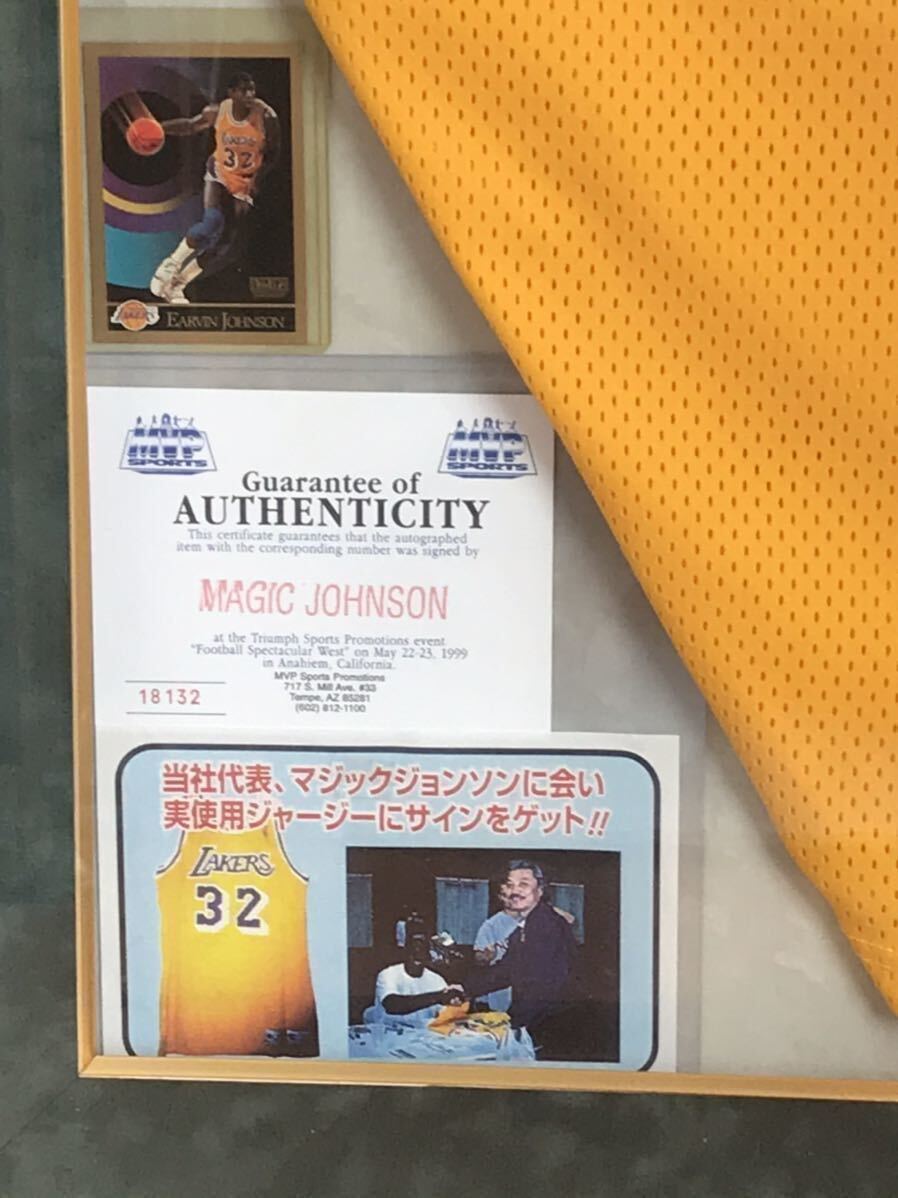 LAKERS
32
LAKERS
EARVIN JOHNSON
MVP
SPORTS
MVP
SPORTS
Guarantee of
AUTHENTICITY
This certificate guarantees that the autographed
item with the corresponding number was signed by
MAGIC JOHNSON
at the Triumph Sports Promotions event
"Football Spectacular West" on May 22-23, 1999
in Anahiem, California.
MVP Sports Promotions
717 S. Mill Ave. #33
Tempe, AZ 85281
(602) 812-1100
18132
当社代表、マジックジョンソンに会い
実使用ジャージーにサインをゲット!!
LAKERS
32